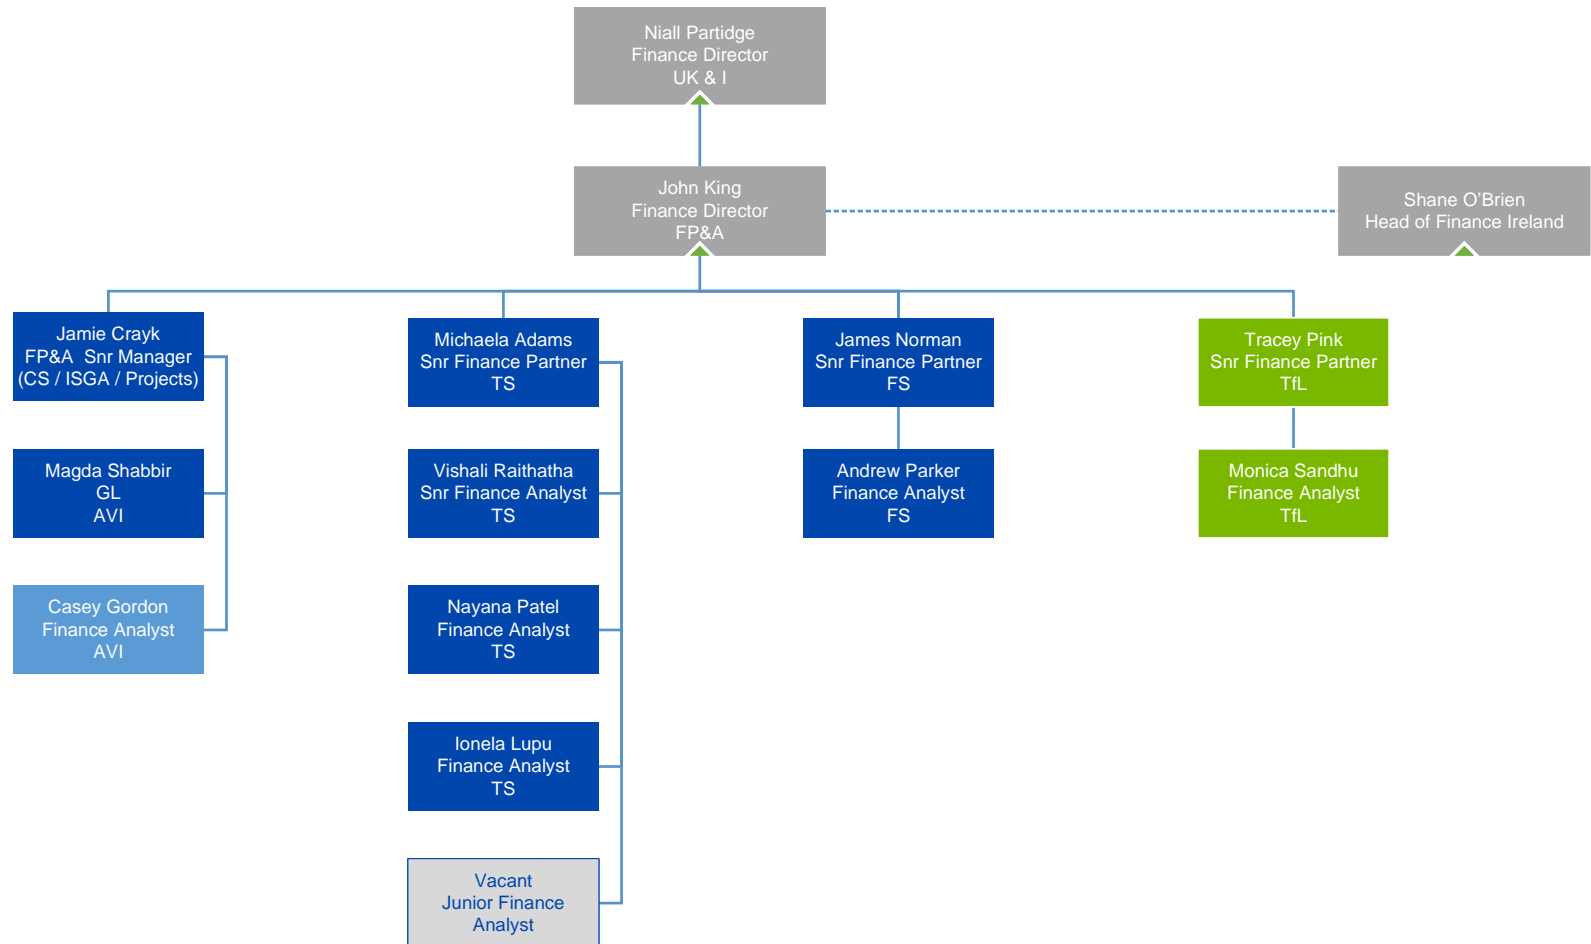 Niall Partidge
Finance Director
UK & I
John King
Finance Director
FP&A
Shane O’Brien
Head of Finance Ireland
Jamie Crayk
FP&A  Snr Manager
(CS / ISGA / Projects)
Michaela Adams
Snr Finance Partner
TS
James Norman
Snr Finance Partner
FS
Tracey Pink
Snr Finance Partner
TfL
Magda Shabbir
GL
AVI
Vishali Raithatha
Snr Finance Analyst
TS
Andrew Parker
Finance Analyst
FS
Monica Sandhu
Finance Analyst
TfL
Casey Gordon
Finance Analyst
AVI
Nayana Patel
Finance Analyst
TS
Ionela Lupu
Finance Analyst
TS
Vacant
Junior Finance
Analyst